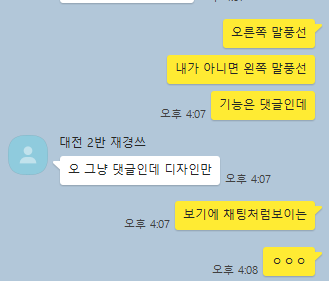 오른쪽 말풍선
내가 아니면 왼쪽 말풍선
오후 4:07 기능은 댓글인데
대전 2반 재경쓰
오 그냥 댓글인데 디자인만 오후 4:07
오후 4:07 보기에 채팅처럼보이는
오후 4:08 ㅇㅇㅇ